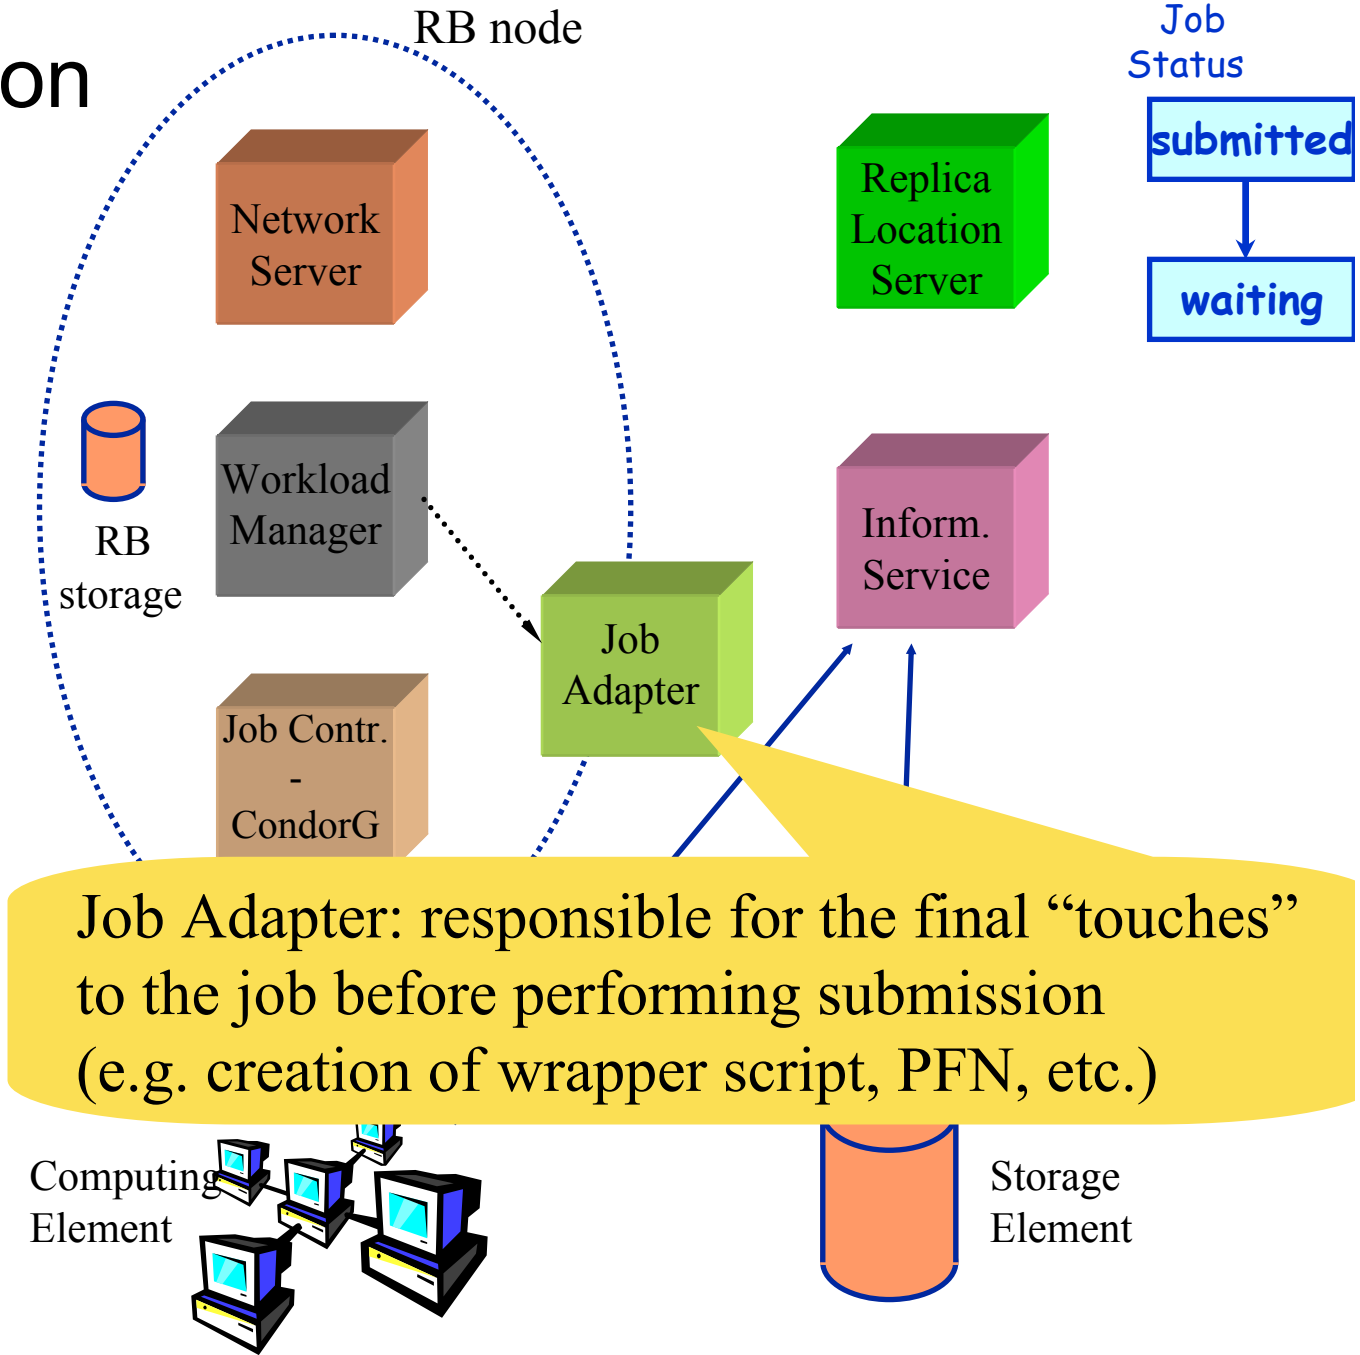 RB node
on
Job
Status
submitted
waiting
Network
Server
Replica
Location
Server
Workload
Manager
RB
storage
Inform.
Service
Job
Adapter
Job Contr.
-
CondorG
Job Adapter: responsible for the final “touches”
to the job before performing submission
(e.g. creation of wrapper script, PFN, etc.)
Computing
Element
Storage
Element